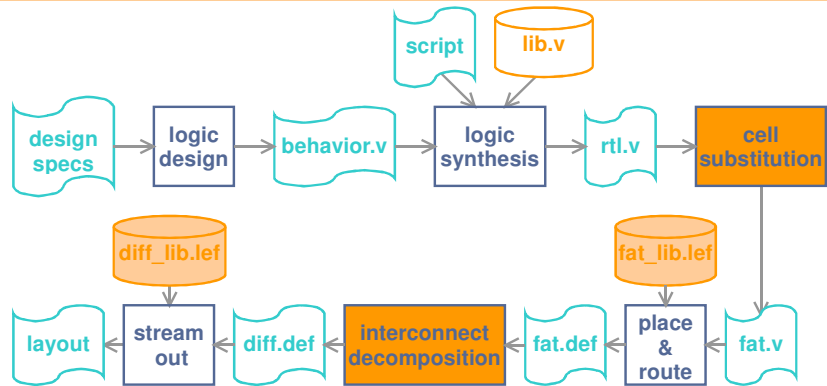 script
lib.v
design
specs
logic
design
behavior.v
logic
synthesis
rtl.v
cell
substitution
diff_lib.lef
fat_lib.lef
layout
stream
out
diff.def
interconnect
decomposition
fat.def
place
&
route
fat.v